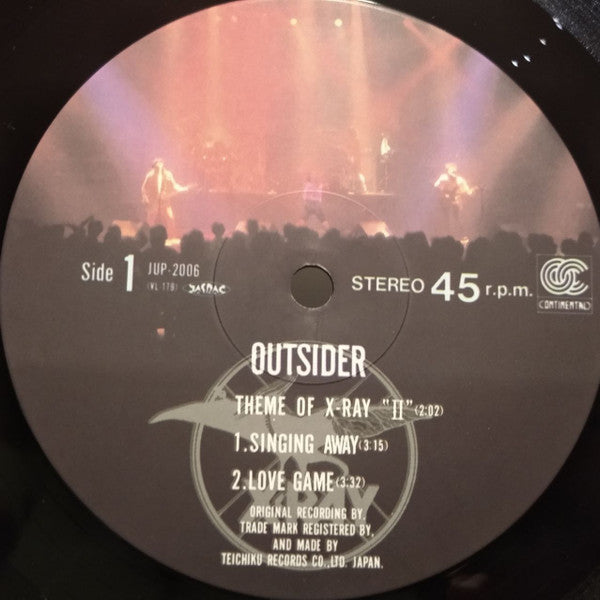 Side 1
JUP-2006
(VL 179) JASRAC
STEREO 45 r.p.m.
CONTINENTAL
OUTSIDER
THEME OF X-RAY "II" (2:02)
1. SINGING AWAY (3:15)
2. LOVE GAME (3:32)
X-RAY
ORIGINAL RECORDING BY,
TRADE MARK REGISTERED BY,
AND MADE BY
TEICHIKU RECORDS CO.,LTD. JAPAN.